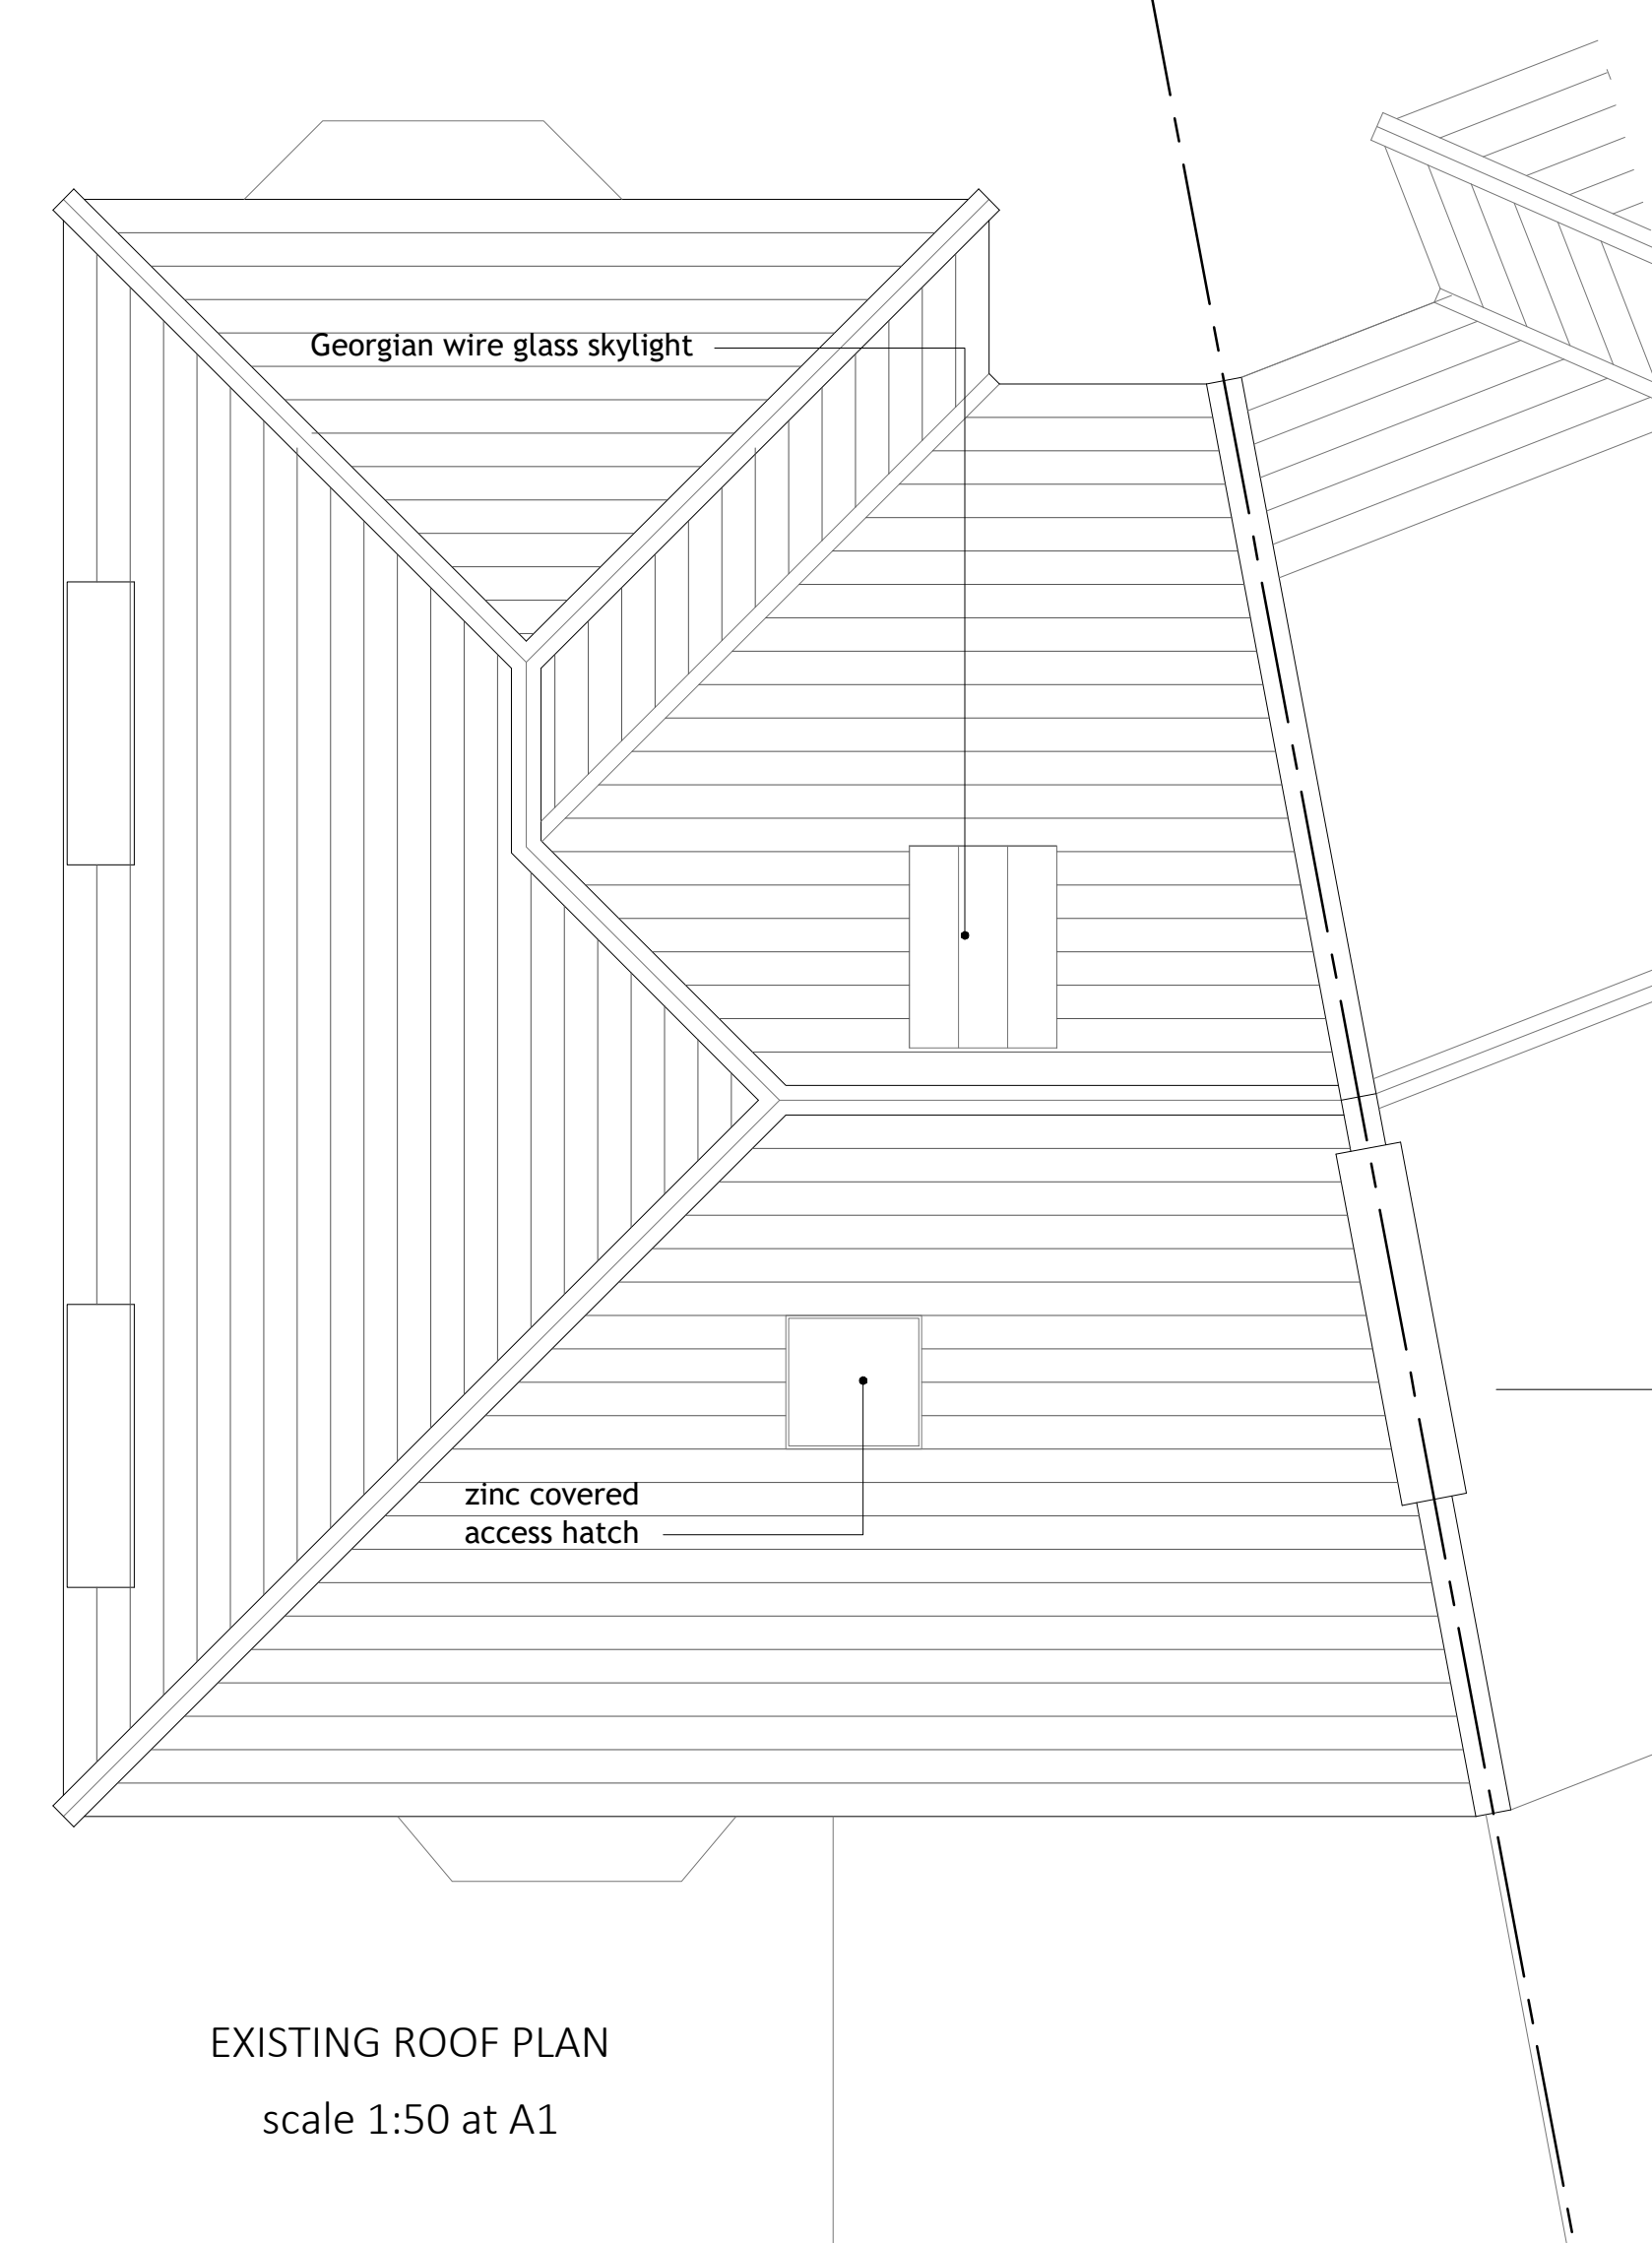 Georgian wire glass skylight
zinc covered
access hatch
EXISTING ROOF PLAN
scale 1:50 at A1